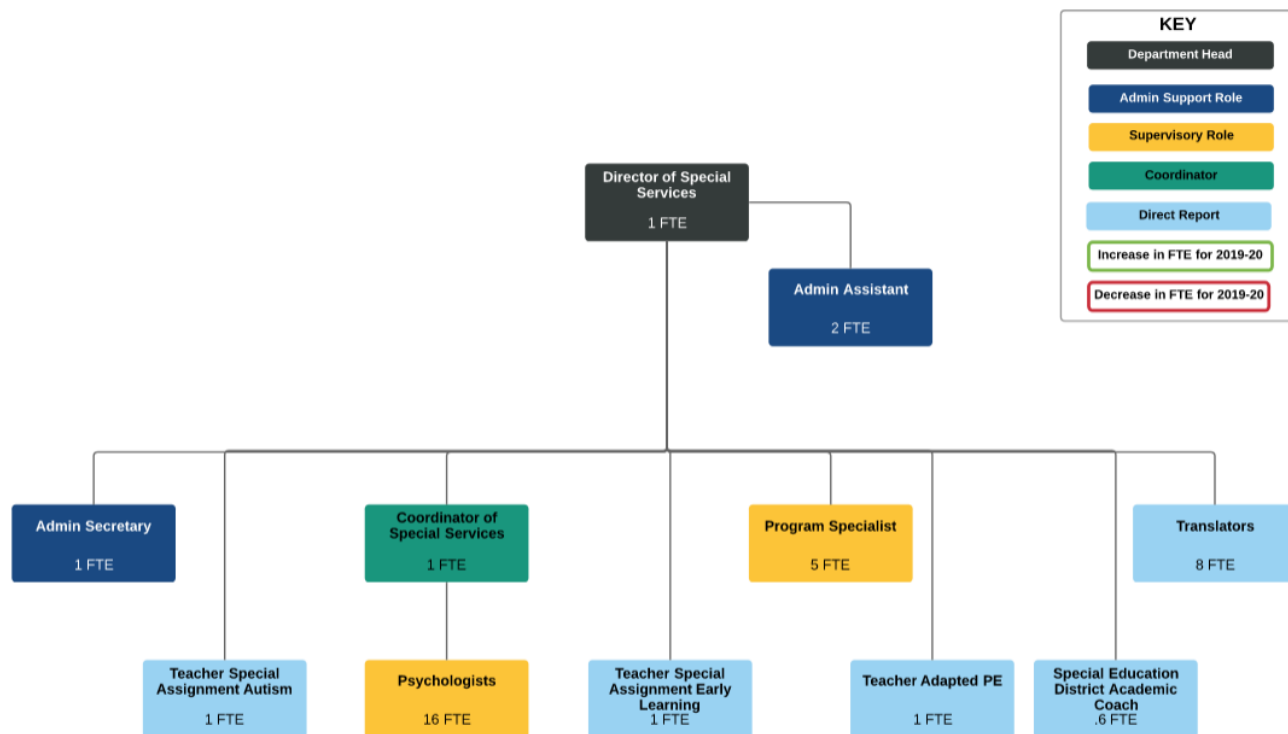 KEY
Department Head
Admin Support Role
Supervisory Role
Coordinator
Direct Report
Increase in FTE for 2019-20
Decrease in FTE for 2019-20
Director of Special
Services
1 FTE
Admin Assistant
2 FTE
Admin Secretary
1 FTE
Coordinator of
Special Services
1 FTE
Program Specialist
5 FTE
Translators
8 FTE
Teacher Special
Assignment Autism
1 FTE
Psychologists
16 FTE
Teacher Special
Assignment Early
Learning
1 FTE
Teacher Adapted PE
1 FTE
Special Education
District Academic
Coach
.6 FTE